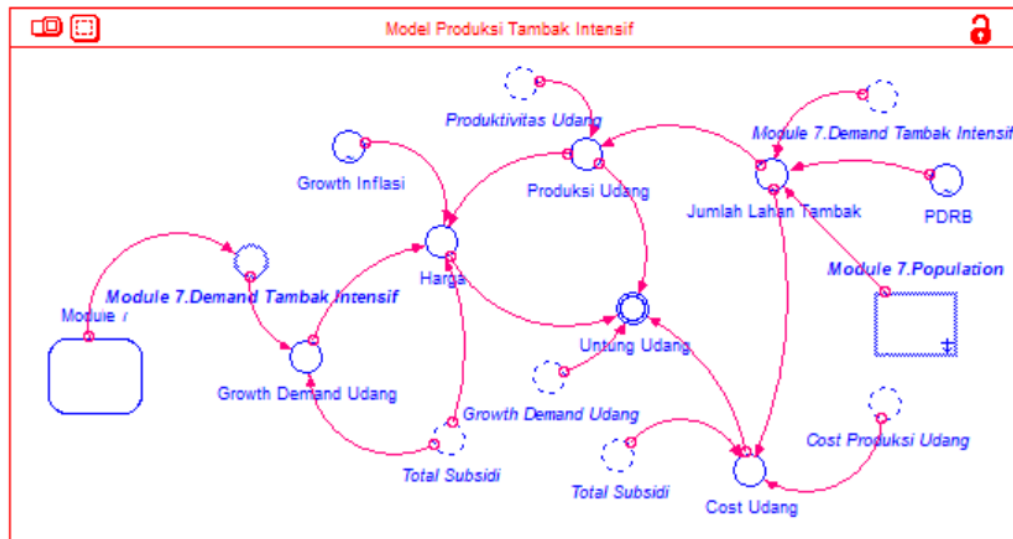 Model Produksi Tambak Intensif
Produktivitas Udang
Module 7.Demand Tambak Intensif
Growth Inflasi
Produksi Udang
Jumlah Lahan Tambak
PDRB
Harga
Module 7.Population
Module 7.Demand Tambak Intensif
Module 7
Untung Udang
Growth Demand Udang
Growth Demand Udang
Cost Produksi Udang
Total Subsidi
Total Subsidi
Cost Udang